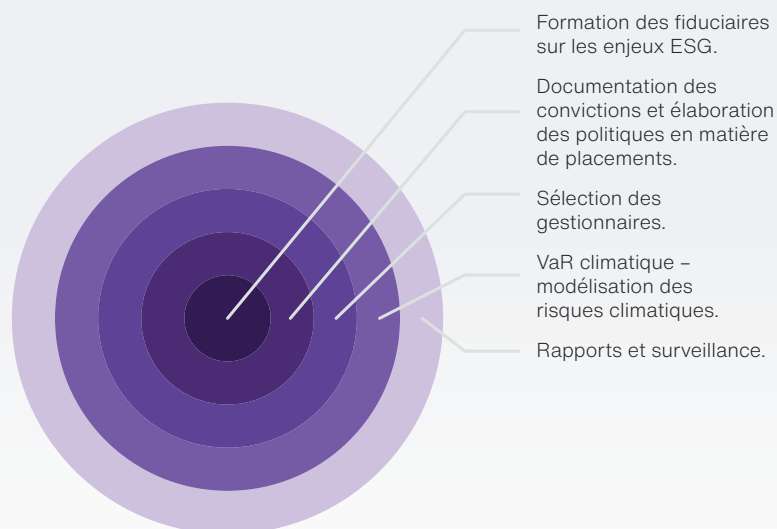 Formation des fiduciaires
sur les enjeux ESG.
Documentation des
convictions et élaboration
des politiques en matière
de placements.
Sélection des
gestionnaires.
VaR climatique –
modélisation des
risques climatiques.
Rapports et surveillance.